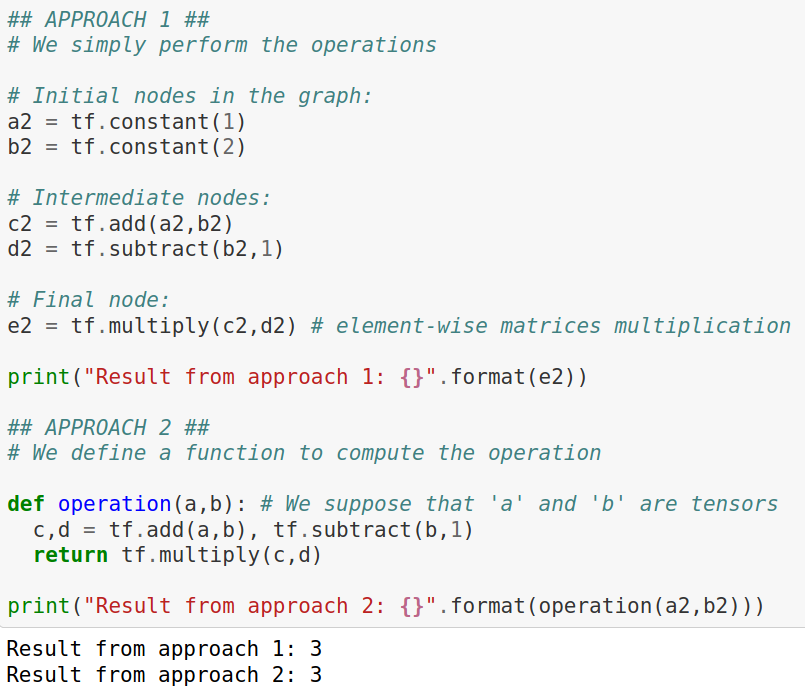 ## APPROACH 1 ##
# We simply perform the operations
# Initial nodes in the graph:
a2 = tf.constant(1)
b2 = tf.constant(2)
# Intermediate nodes:
c2 = tf.add(a2,b2)
d2 = tf.subtract(b2,1)
# Final node:
e2 = tf.multiply(c2,d2) # element-wise matrices multiplication
print("Result from approach 1: {}".format(e2))
## APPROACH 2 ##
# We define a function to compute the operation
def operation(a,b): # We suppose that 'a' and 'b' are tensors
  c,d = tf.add(a,b), tf.subtract(b,1)
  return tf.multiply(c,d)
print("Result from approach 2: {}".format(operation(a2,b2)))
Result from approach 1: 3
Result from approach 2: 3